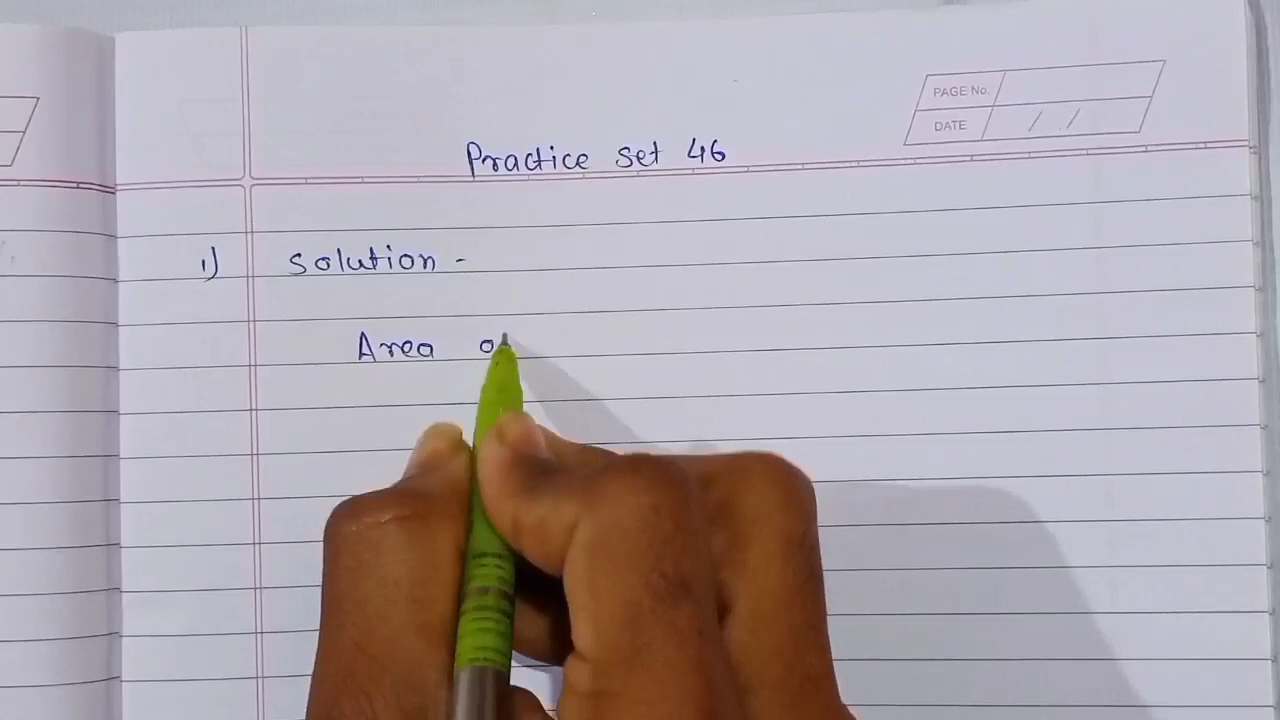 PAGE No.
DATE / /
Practice Set 46
1) Solution -
Area